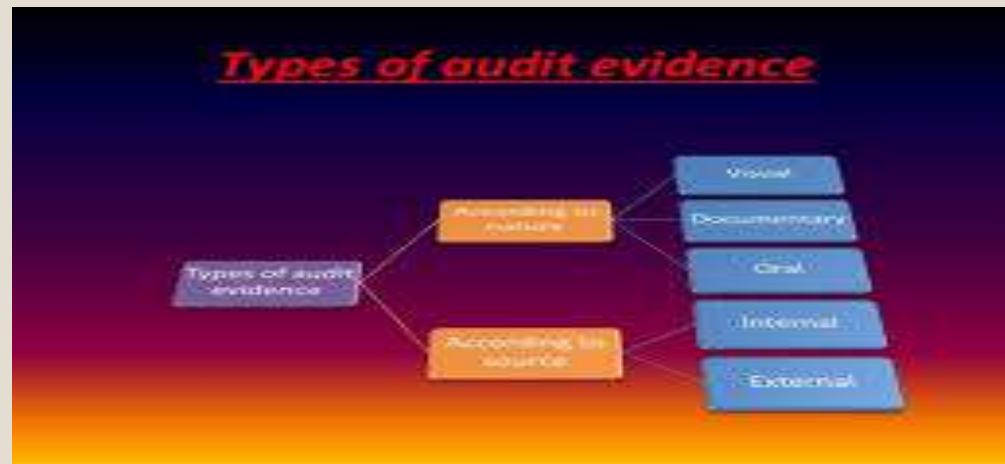 Types of audit evidence
Types of audit
evidence
According to
nature
Visual
Documentary
Oral
According to
source
Internal
External